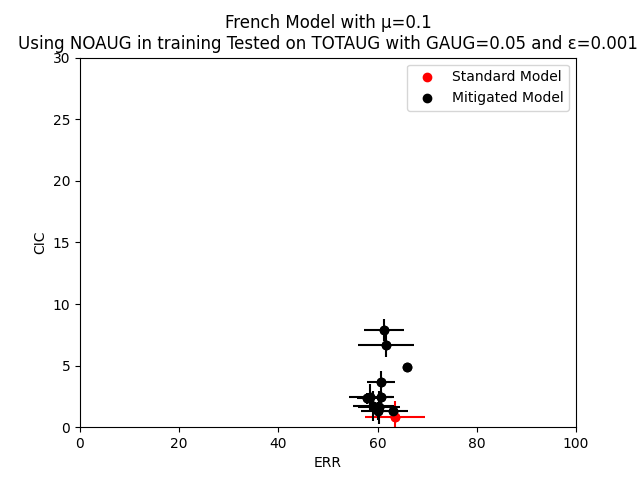 French Model with μ=0.1
Using NOAUG in training Tested on TOTAUG with GAUG=0.05 and ε=0.001
Standard Model
Mitigated Model
30
25
20
15
10
5
0
CIC
0 20 40 60 80 100
ERR